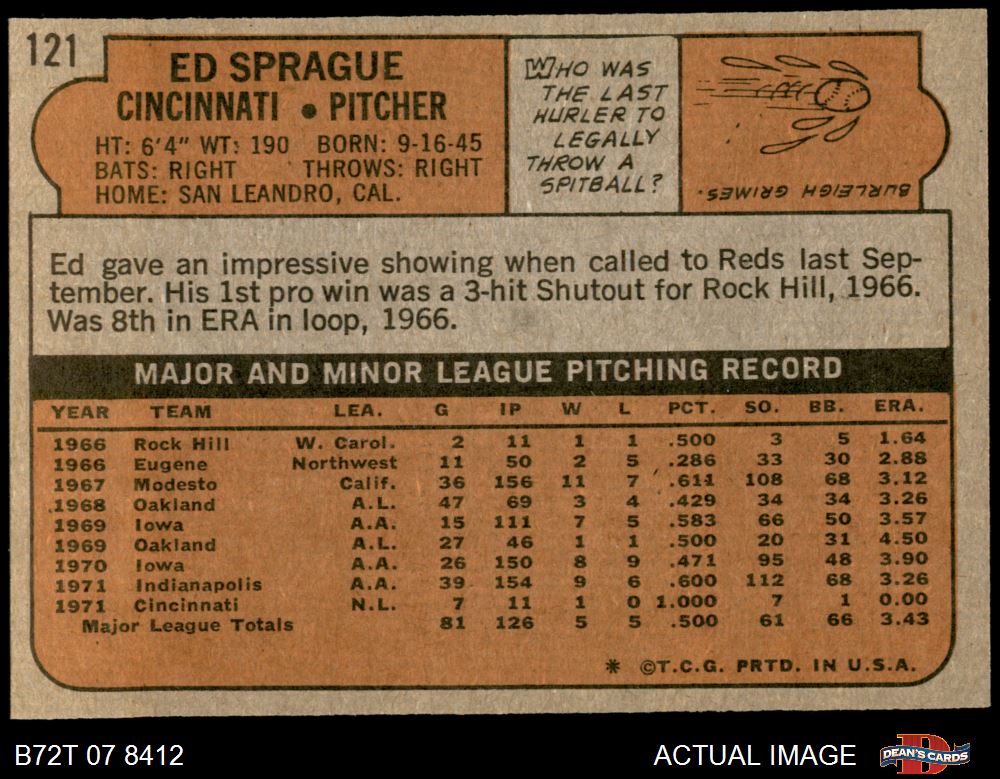 121
ED SPRAGUE
CINCINNATI • PITCHER
HT: 6'4" WT: 190 BORN: 9-16-45
BATS: RIGHT THROWS: RIGHT
HOME: SAN LEANDRO, CAL.
WHO WAS
THE LAST
HURLER TO
LEGALLY
THROW A
SPITBALL?
BURLEIGH GRIMES.
Ed gave an impressive showing when called to Reds last Sep-
tember. His 1st pro win was a 3-hit Shutout for Rock Hill, 1966.
Was 8th in ERA in loop, 1966.
MAJOR AND MINOR LEAGUE PITCHING RECORD
YEAR TEAM LEA. G IP W L PCT. SO. BB. ERA.
1966 Rock Hill W. Carol. 2 11 1 1 .500 3 5 1.64
1966 Eugene Northwest 11 50 2 5 .286 33 30 2.88
1967 Modesto Calif. 36 156 11 7 .611 108 68 3.12
1968 Oakland A.L. 47 69 3 4 .429 34 34 3.26
1969 Iowa A.A. 15 111 7 5 .583 66 50 3.57
1969 Oakland A.L. 27 46 1 1 .500 20 31 4.50
1970 Iowa A.A. 26 150 8 9 .471 95 48 3.90
1971 Indianapolis A.A. 39 154 9 6 .600 112 68 3.26
1971 Cincinnati N.L. 7 11 1 0 1.000 7 1 0.00
Major League Totals 81 126 5 5 .500 61 66 3.43
* ©T.C.G. PRTD. IN U.S.A.
B72T 07 8412
ACTUAL IMAGE
DEAN'S CARDS